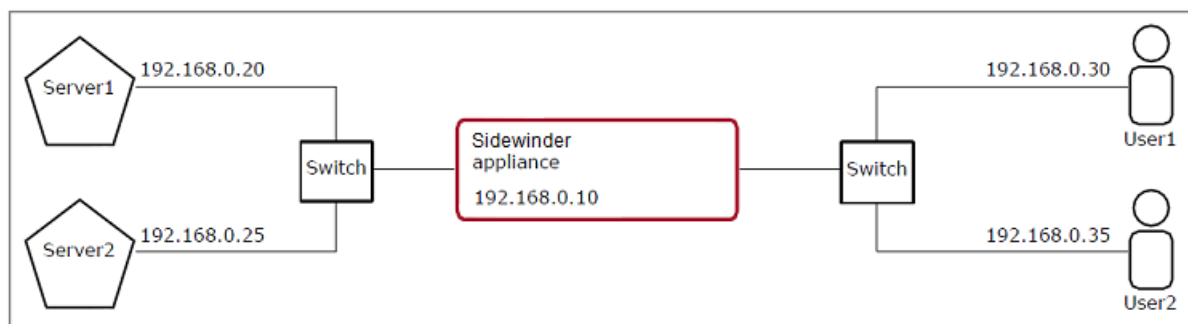 192.168.0.20
Server1
192.168.0.25
Server2
Switch
Sidewinder
appliance
192.168.0.10
Switch
192.168.0.30
User1
192.168.0.35
User2